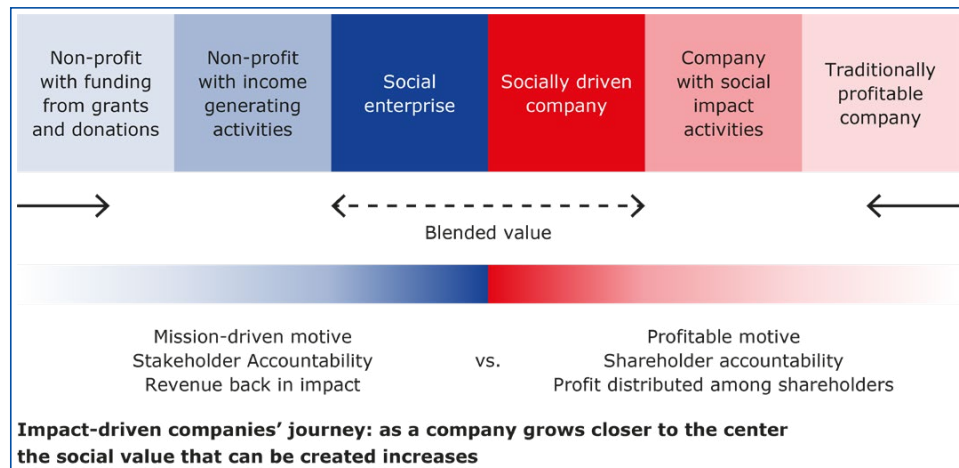 Non-profit
with funding
from grants
and donations
Non-profit
with income
generating
activities
Social
enterprise
Socially driven
company
Company
with social
impact
activities
Traditionally
profitable
company
Blended value
Mission-driven motive
Stakeholder Accountability
Revenue back in impact
vs.
Profitable motive
Shareholder accountability
Profit distributed among shareholders
Impact-driven companies’ journey: as a company grows closer to the center
the social value that can be created increases